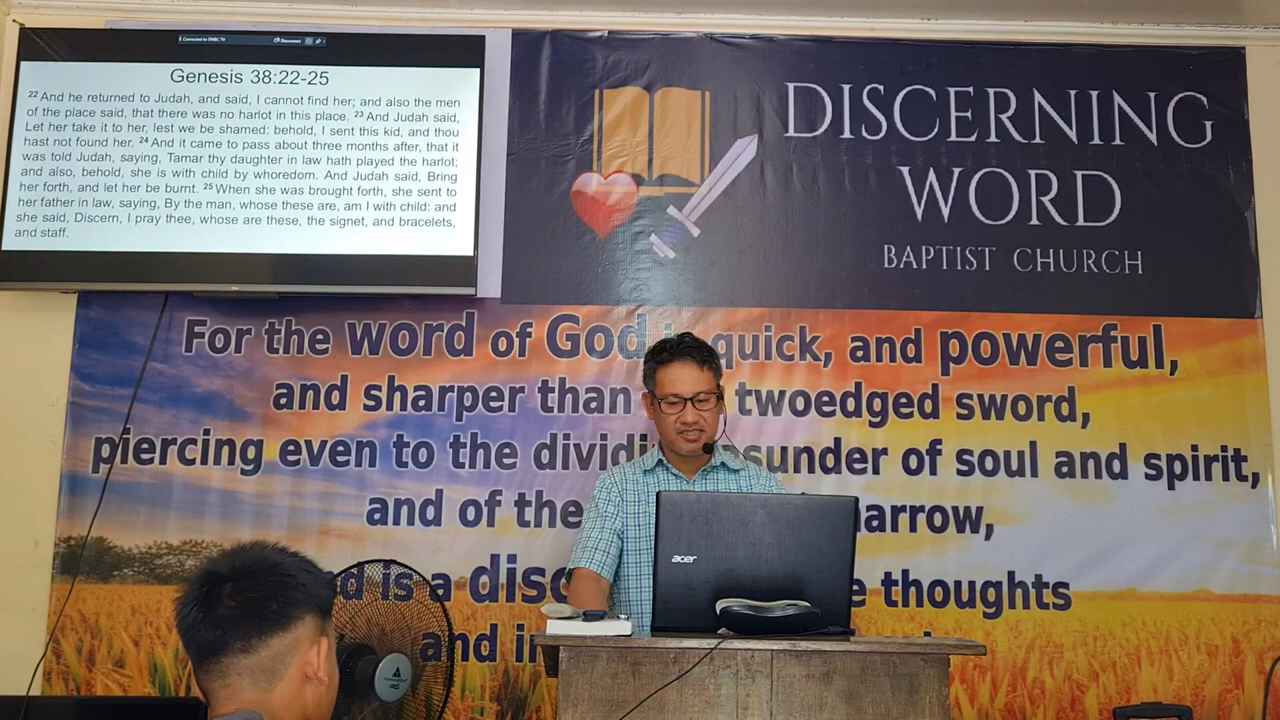 Connected to DWBC TV
Disconnect
Genesis 38:22-25
22 And he returned to Judah, and said, I cannot find her; and also the men
of the place said, that there was no harlot in this place. 23 And Judah said,
Let her take it to her, lest we be shamed: behold, I sent this kid, and thou
hast not found her. 24 And it came to pass about three months after, that it
was told Judah, saying, Tamar thy daughter in law hath played the harlot;
and also, behold, she is with child by whoredom. And Judah said, Bring
her forth, and let her be burnt. 25 When she was brought forth, she sent to
her father in law, saying, By the man, whose these are, am I with child: and
she said, Discern, I pray thee, whose are these, the signet, and bracelets,
and staff.
DISCERNING
WORD
BAPTIST CHURCH
For the word of God quick, and powerful,
and sharper than twoedged sword,
piercing even to the asunder of soul and spirit,
and of the
is a thoughts
and
acer